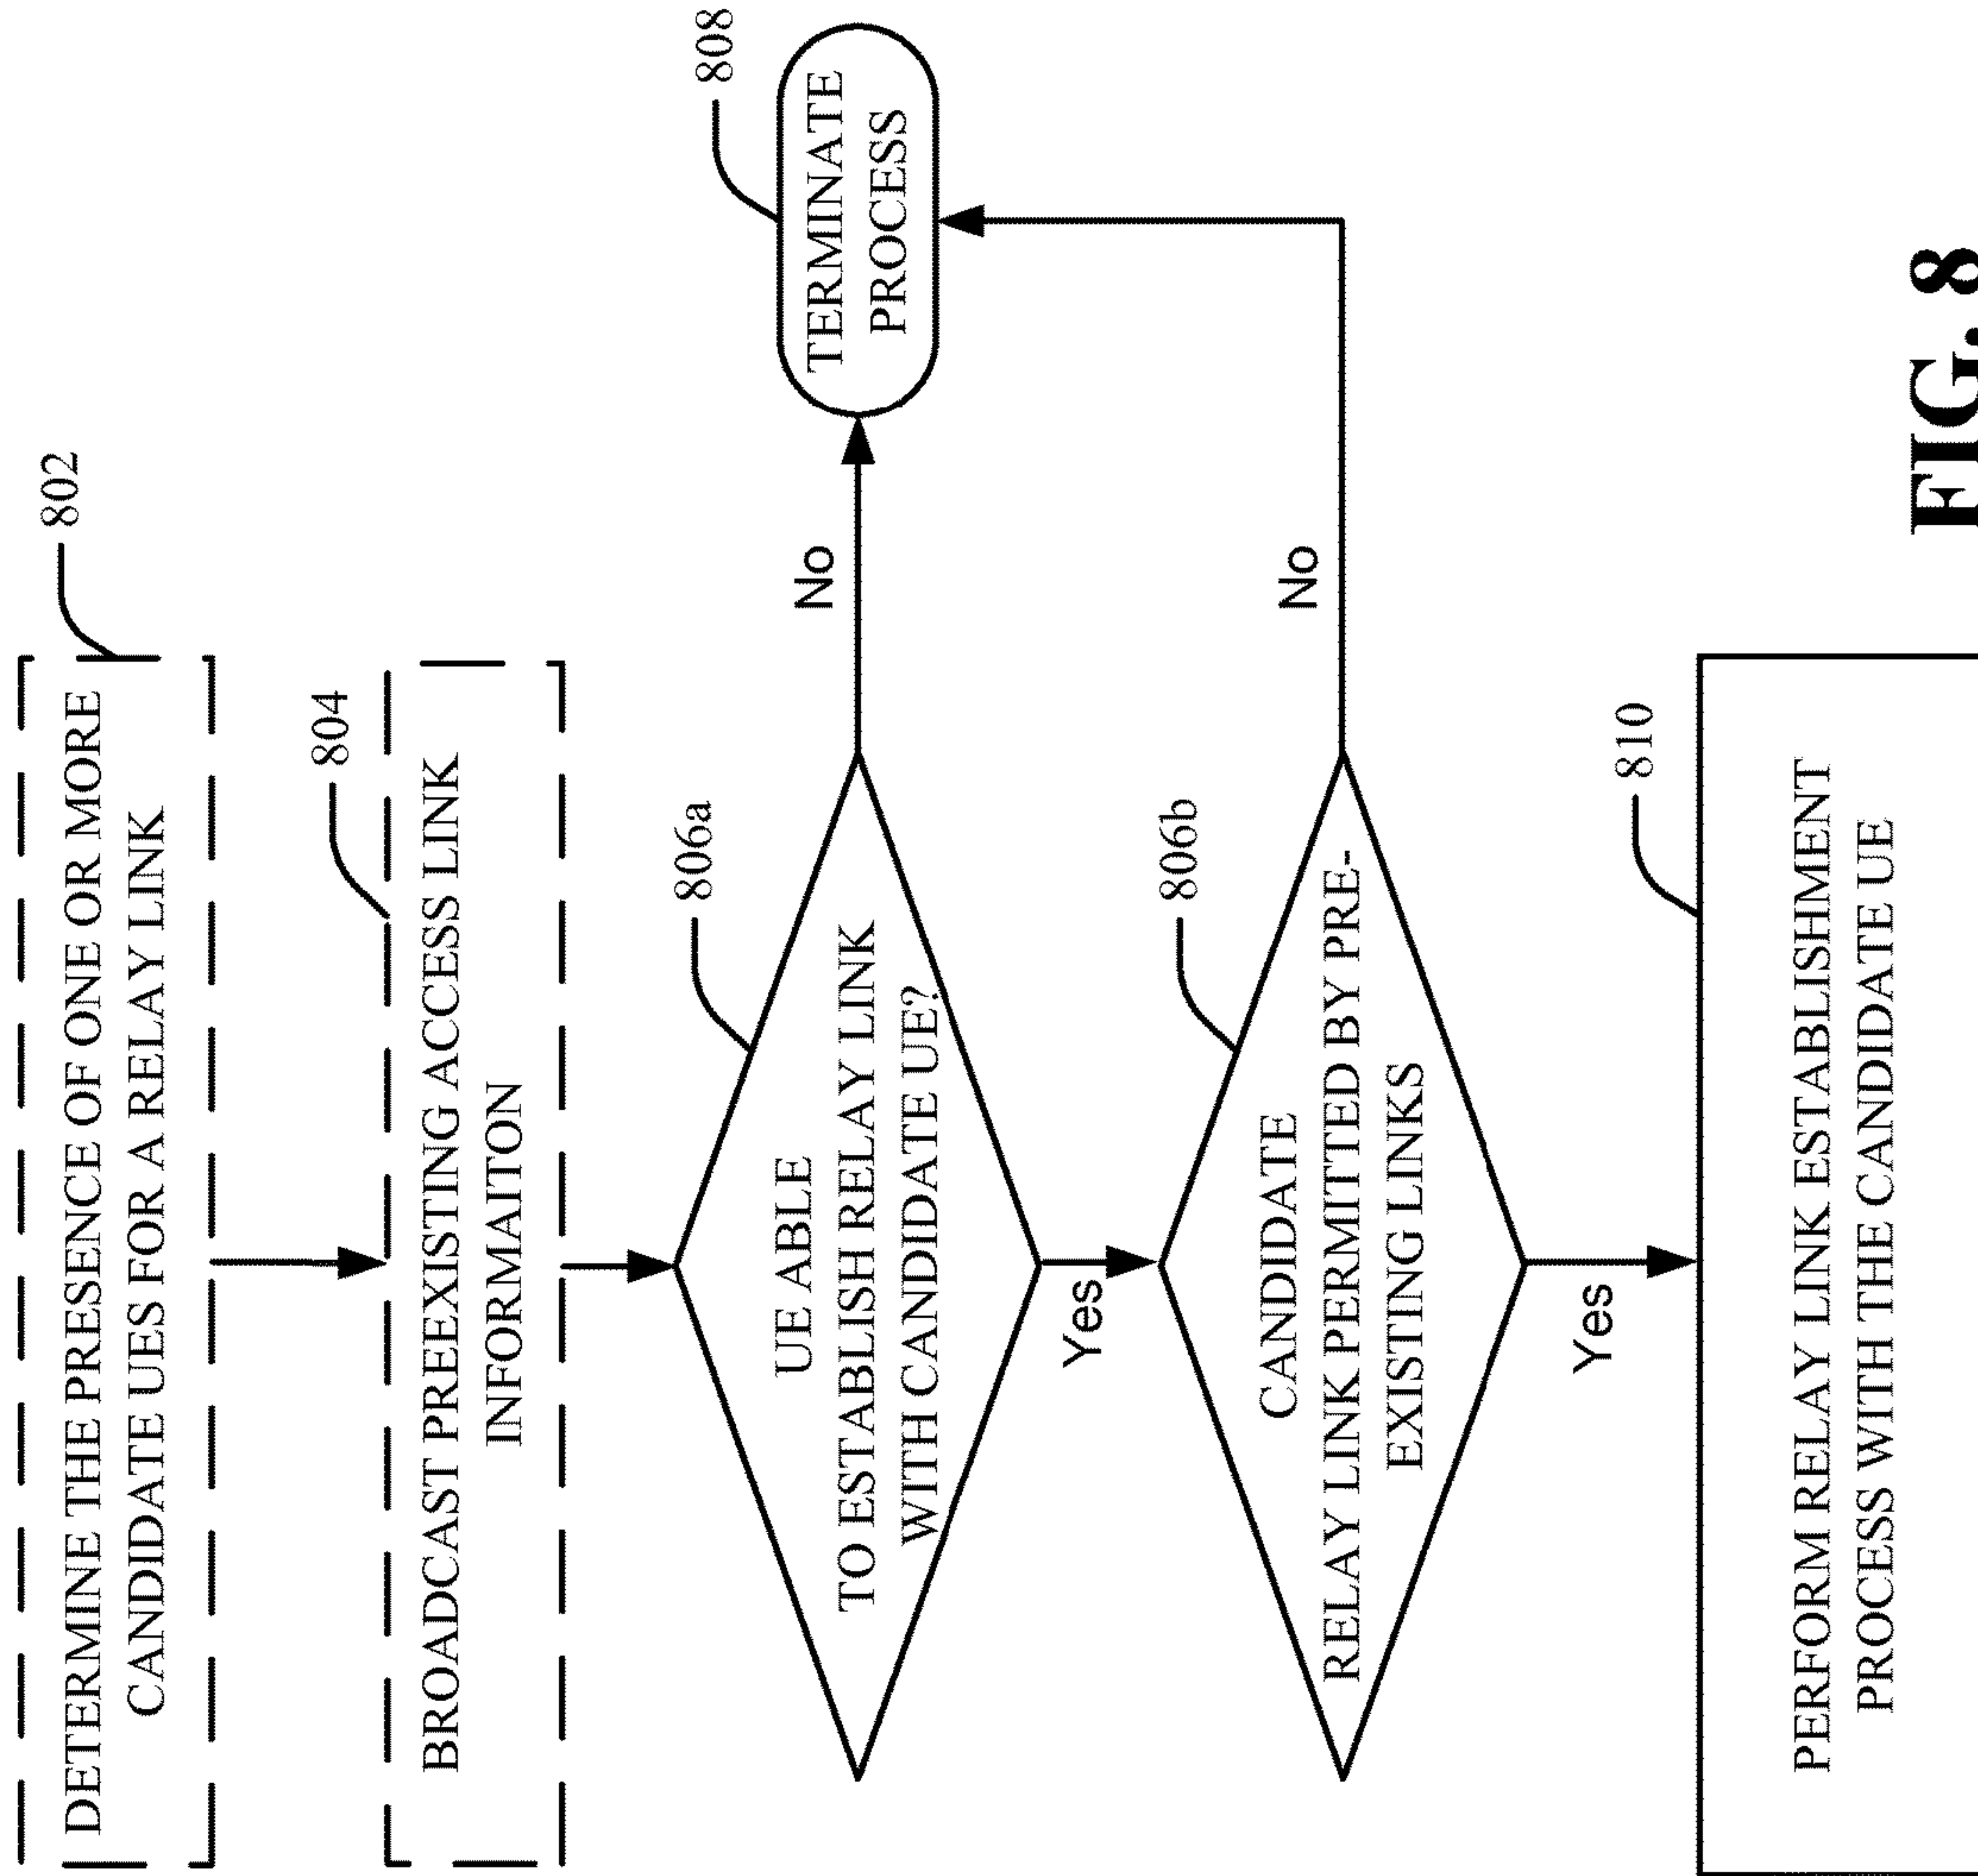 802
DETERMINE THE PRESENCE OF ONE OR MORE
CANDIDATE UES FOR A RELAY LINK
804
BROADCAST PREEXISTING ACCESS LINK
INFORMAITON
806a
UE ABLE
TO ESTABLISH RELAY LINK
WITH CANDIDATE UE?
No
808
TERMINATE
PROCESS
Yes
806b
CANDIDATE
RELAY LINK PERMITTED BY PRE-
EXISTING LINKS
No
Yes
810
PERFORM RELAY LINK ESTABLISHMENT
PROCESS WITH THE CANDIDATE UE
FIG. 8